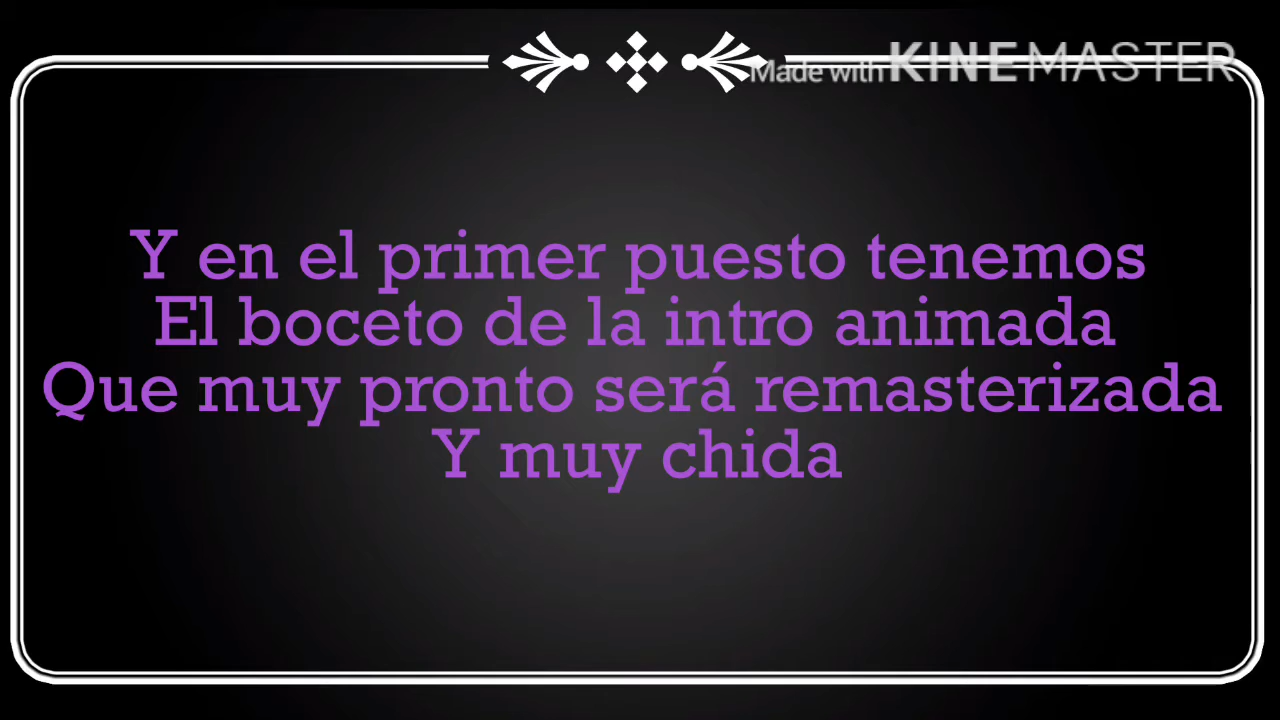 Made with KINEMASTER
Y en el primer puesto tenemos
El boceto de la intro animada
Que muy pronto será remasterizada
Y muy chida